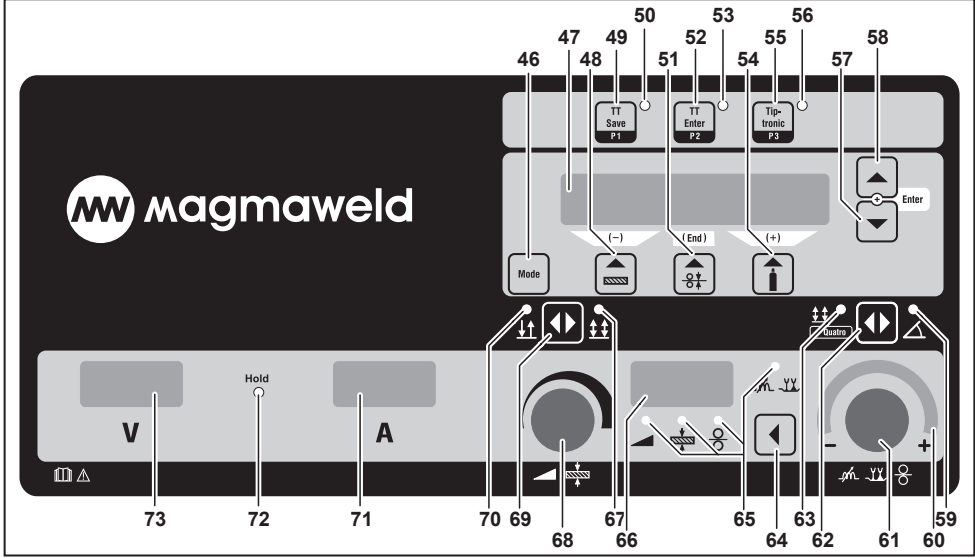 50 53 56
47 49 52 55 58
46 48 51 54 57
TT Save P1
TT Enter P2
Tip-tronic P3
Enter
(-) (End) (+)
Mode
magmaweld
Quatro
Hold
V A
- +
73 72 71 70 69 67 65 63 59
68 66 64 62 61 60